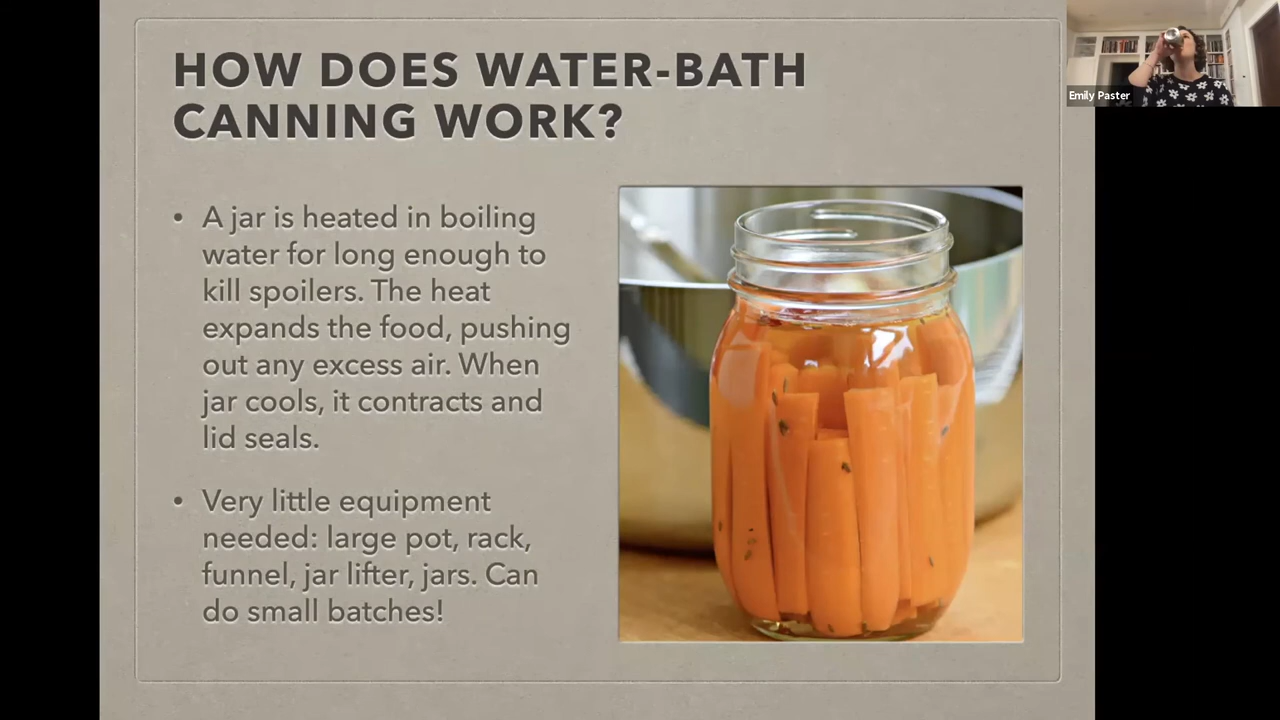 HOW DOES WATER-BATH
CANNING WORK?
• A jar is heated in boiling
water for long enough to
kill spoilers. The heat
expands the food, pushing
out any excess air. When
jar cools, it contracts and
lid seals.
• Very little equipment
needed: large pot, rack,
funnel, jar lifter, jars. Can
do small batches!
Emily Paster